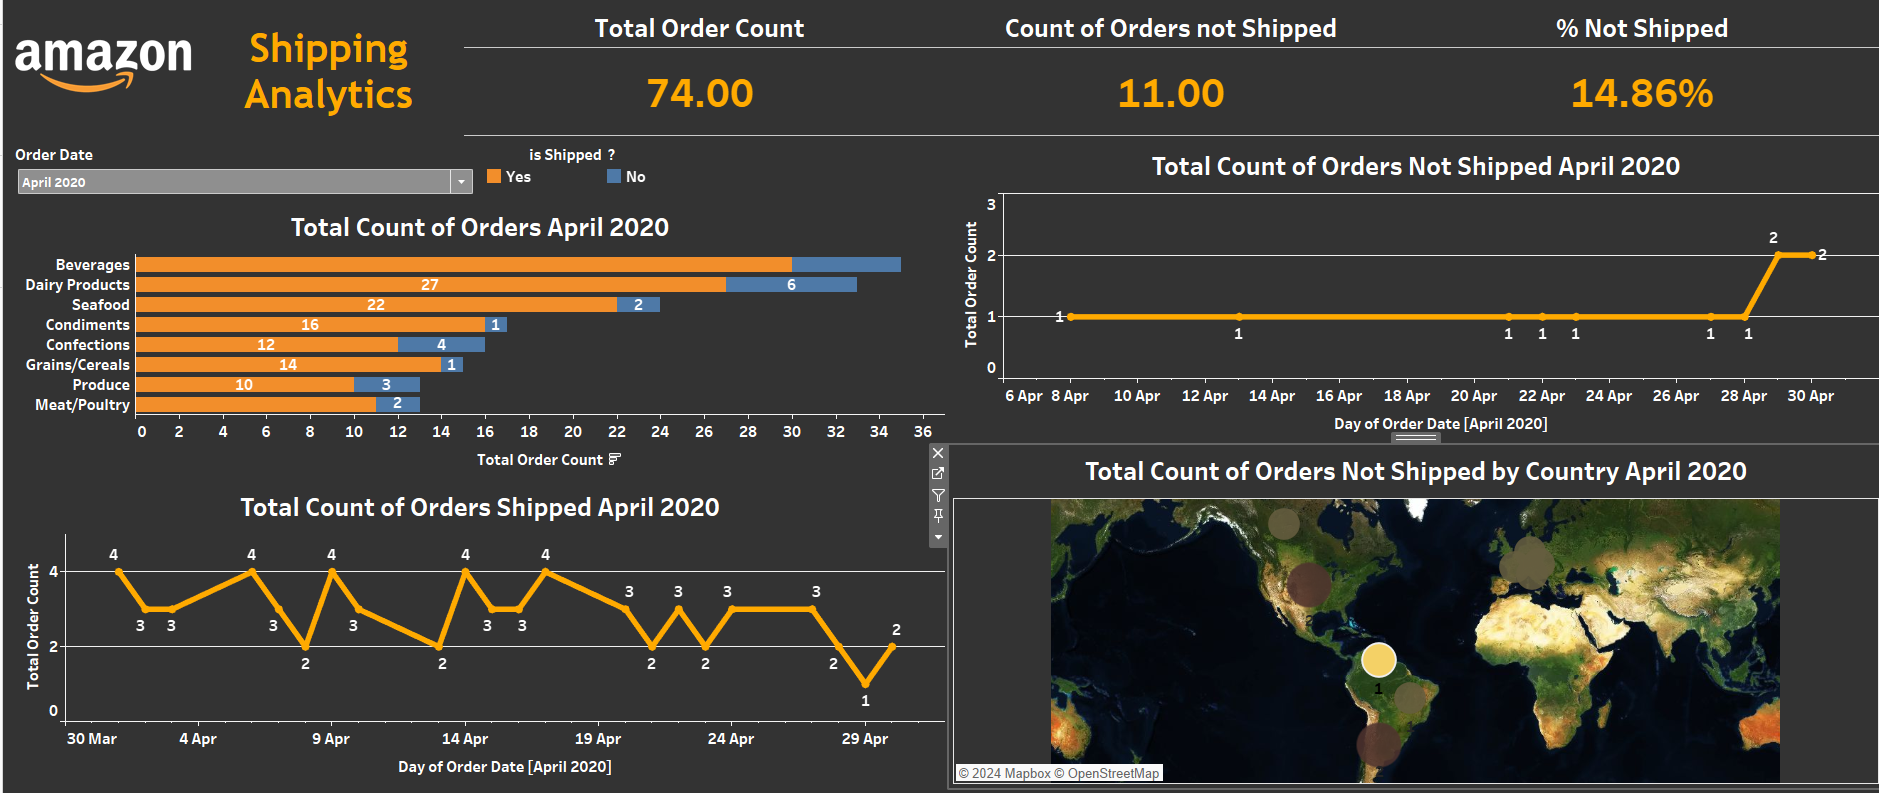 amazon
Shipping
Analytics
Total Order Count
Count of Orders not Shipped
% Not Shipped
74.00
11.00
14.86%
Order Date
April 2020
is Shipped ?
Yes
No
Total Count of Orders April 2020
Beverages
Dairy Products 27 6
Seafood 22 2
Condiments 16 1
Confections 12 4
Grains/Cereals 14 1
Produce 10 3
Meat/Poultry 2
0 2 4 6 8 10 12 14 16 18 20 22 24 26 28 30 32 34 36
Total Order Count
Total Count of Orders Not Shipped April 2020
Total Order Count
3
2
1
0
2 2
1 1 1 1 1 1 1
6 Apr 8 Apr 10 Apr 12 Apr 14 Apr 16 Apr 18 Apr 20 Apr 22 Apr 24 Apr 26 Apr 28 Apr 30 Apr
Day of Order Date [April 2020]
Total Count of Orders Shipped April 2020
Total Order Count
4
2
0
4 3 3 4 3 2 4 3 2 4 3 3 4 3 2 3 2 3 3 2 1 2
30 Mar 4 Apr 9 Apr 14 Apr 19 Apr 24 Apr 29 Apr
Day of Order Date [April 2020]
Total Count of Orders Not Shipped by Country April 2020
1
© 2024 Mapbox © OpenStreetMap